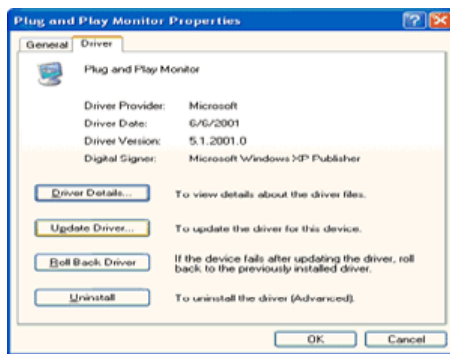 Plug and Play Monitor Properties
General Driver
Plug and Play Monitor
Driver Provider: Microsoft
Driver Date: 6/6/2001
Driver Version: 5.1.2001.0
Digital Signer: Microsoft Windows XP Publisher
Driver Details... To view details about the driver files.
Update Driver... To update the driver for this device.
Roll Back Driver If the device fails after updating the driver, roll
back to the previously installed driver.
Uninstall To uninstall the driver (Advanced).
OK Cancel